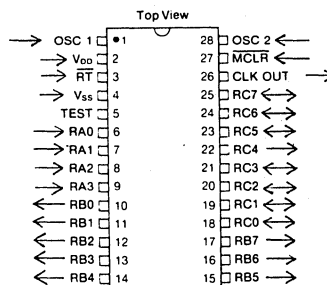 Top View
OSC 1 1 28 OSC 2
VDD 2 27 MCLR
RT 3 26 CLK OUT
VSS 4 25 RC7
TEST 5 24 RC6
RA0 6 23 RC5
RA1 7 22 RC4
RA2 8 21 RC3
RA3 9 20 RC2
RB0 10 19 RC1
RB1 11 18 RC0
RB2 12 17 RB7
RB3 13 16 RB6
RB4 14 15 RB5